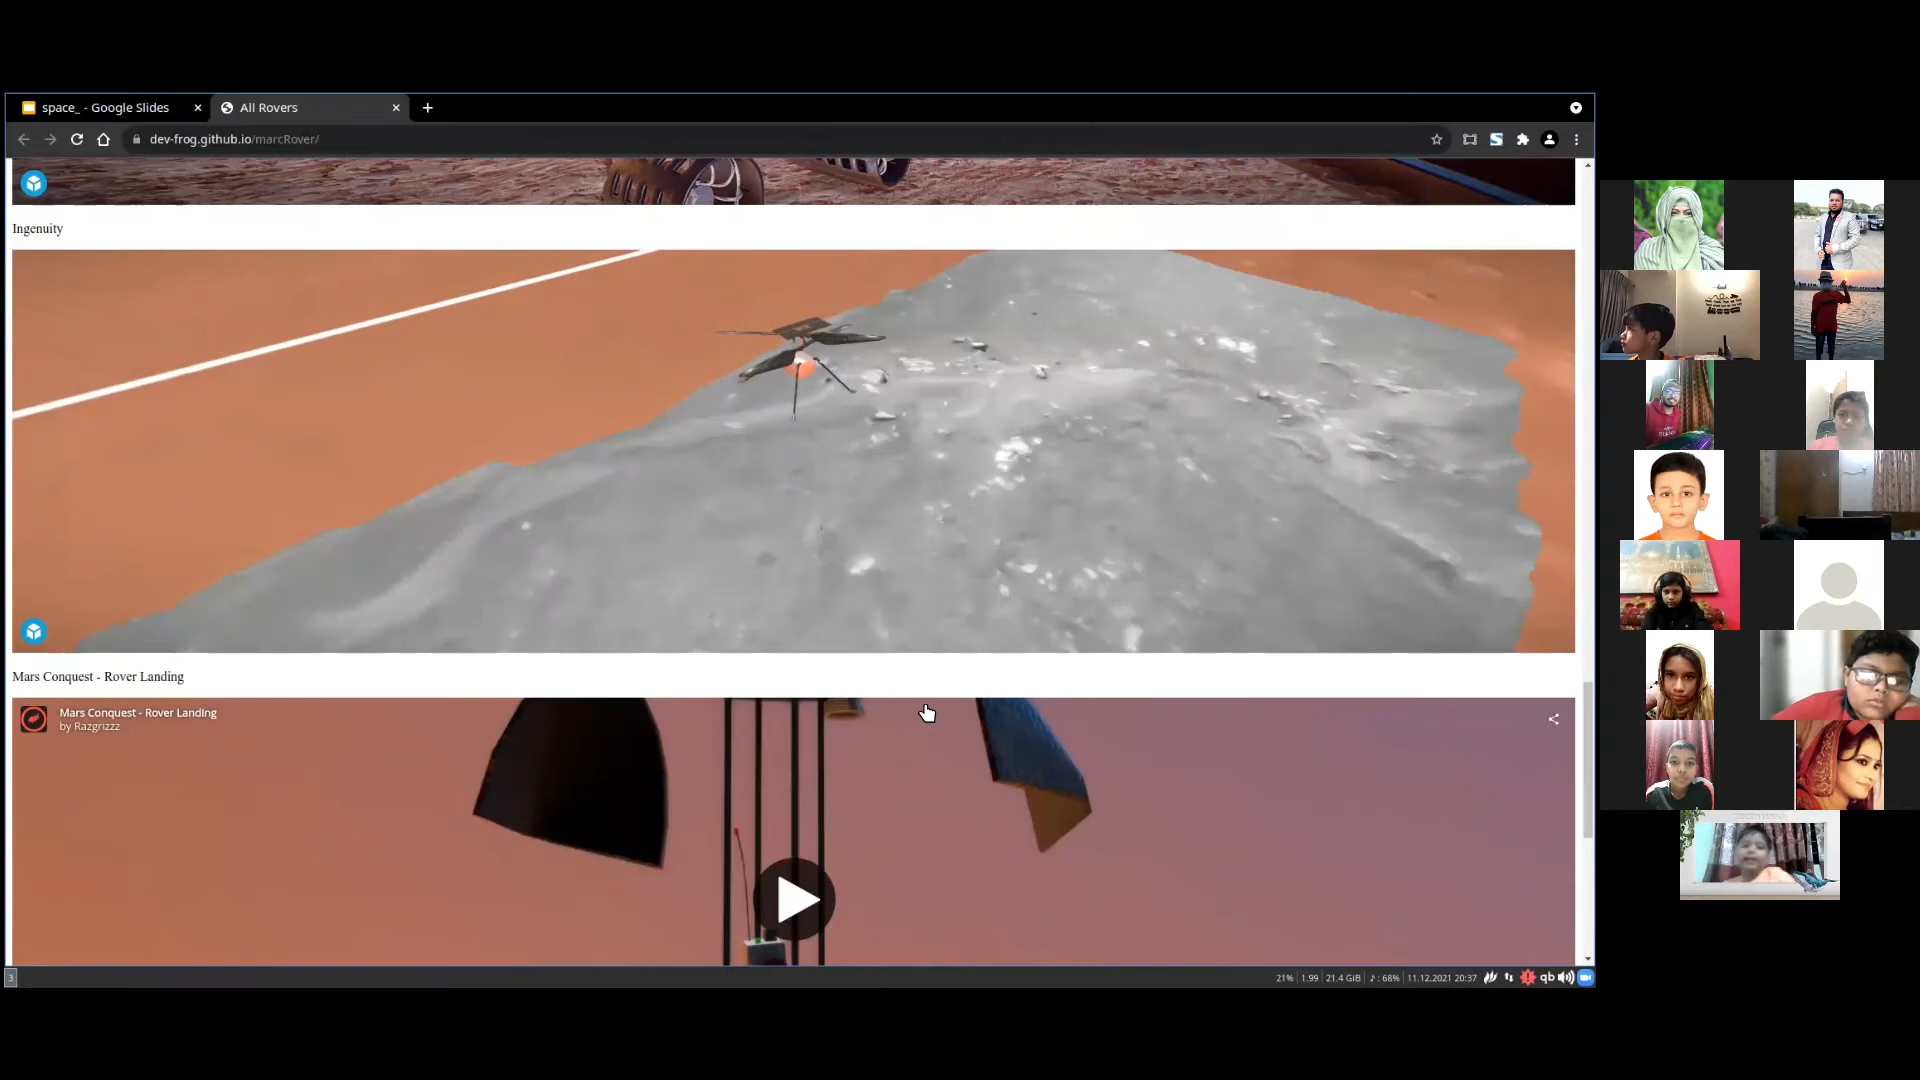 space_ - Google Slides
All Rovers
dev-frog.github.io/marcRover/
Ingenuity
Mars Conquest - Rover Landing
Mars Conquest - Rover Landing
by Razgrizzz
3
21% 1.99 21.4 GiB ♪: 68% 11.12.2021 20:37 qb